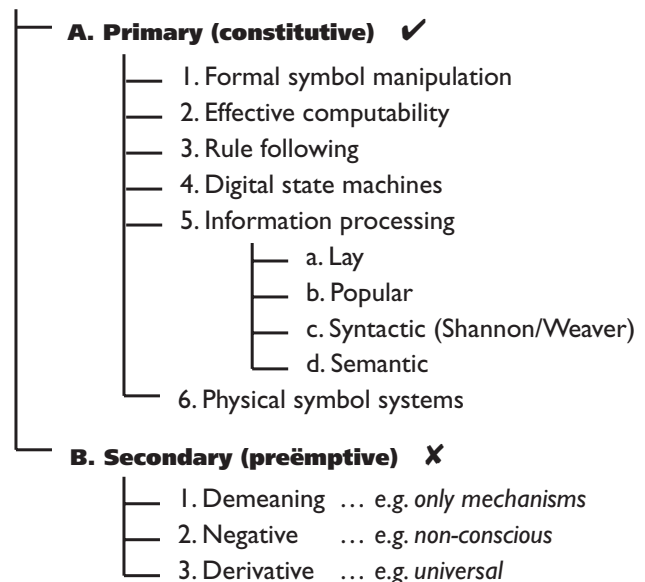 A. Primary (constitutive) ✔
1. Formal symbol manipulation
2. Effective computability
3. Rule following
4. Digital state machines
5. Information processing
a. Lay
b. Popular
c. Syntactic (Shannon/Weaver)
d. Semantic
6. Physical symbol systems
B. Secondary (preëmptive) ✘
1. Demeaning … e.g. only mechanisms
2. Negative … e.g. non-conscious
3. Derivative … e.g. universal